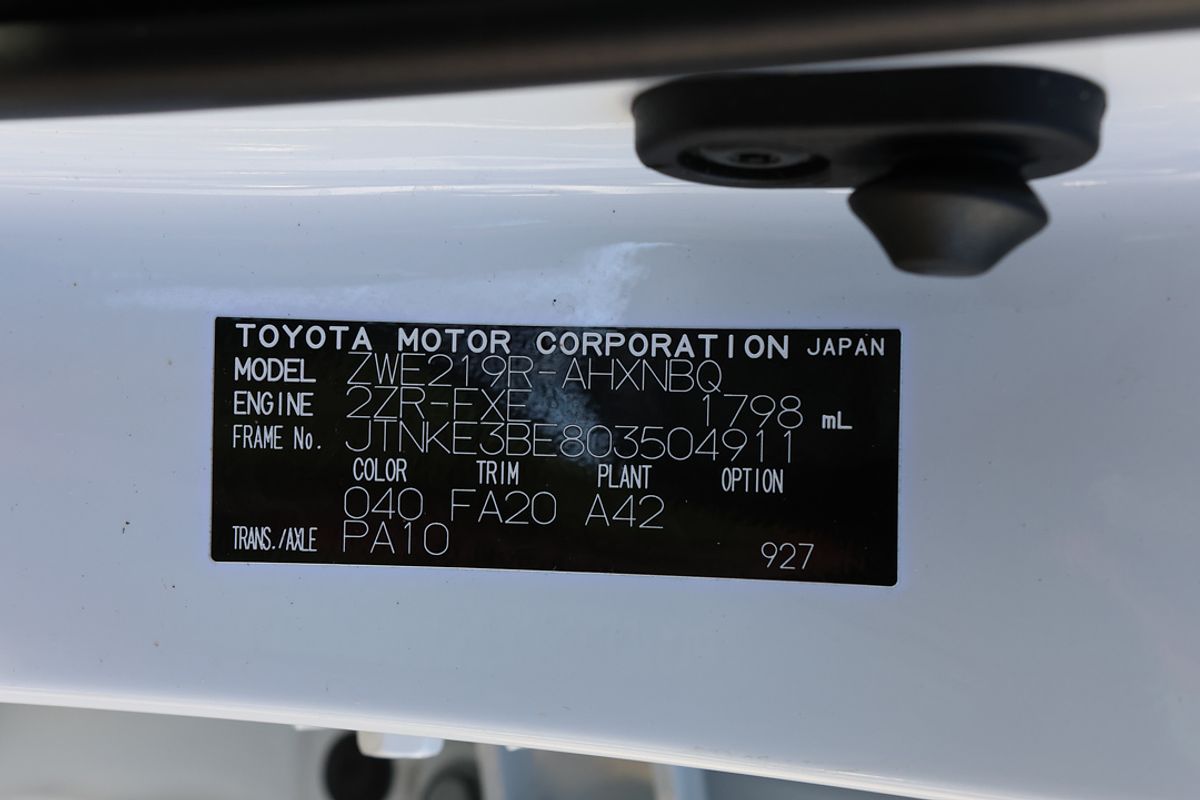 TOYOTA MOTOR CORPORATION JAPAN
MODEL ZWE219R-AHXNBQ
ENGINE 2ZR-FXE 1798 mL
FRAME No. JTNKE3BE803504911
COLOR TRIM PLANT OPTION
040 FA20 A42
TRANS./AXLE PA10 927